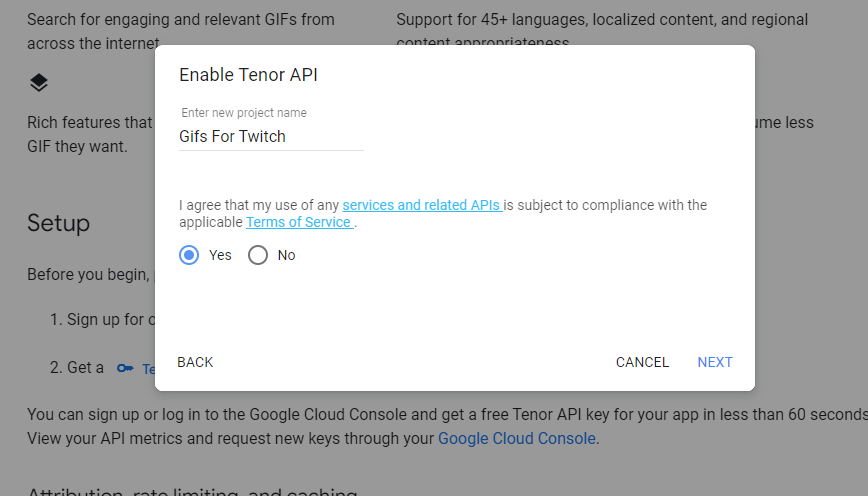 Search for engaging and relevant GIFs from
across the internet
Support for 45+ languages, localized content, and regional
content appropriateness
Enable Tenor API
Enter new project name
Gifs For Twitch
Rich features that
GIF they want.
ume less
I agree that my use of any services and related APIs is subject to compliance with the
applicable Terms of Service .
Yes No
Setup
Before you begin,
1. Sign up for
2. Get a Te
BACK CANCEL NEXT
You can sign up or log in to the Google Cloud Console and get a free Tenor API key for your app in less than 60 seconds
View your API metrics and request new keys through your Google Cloud Console.
Attribution, rate limiting, and caching